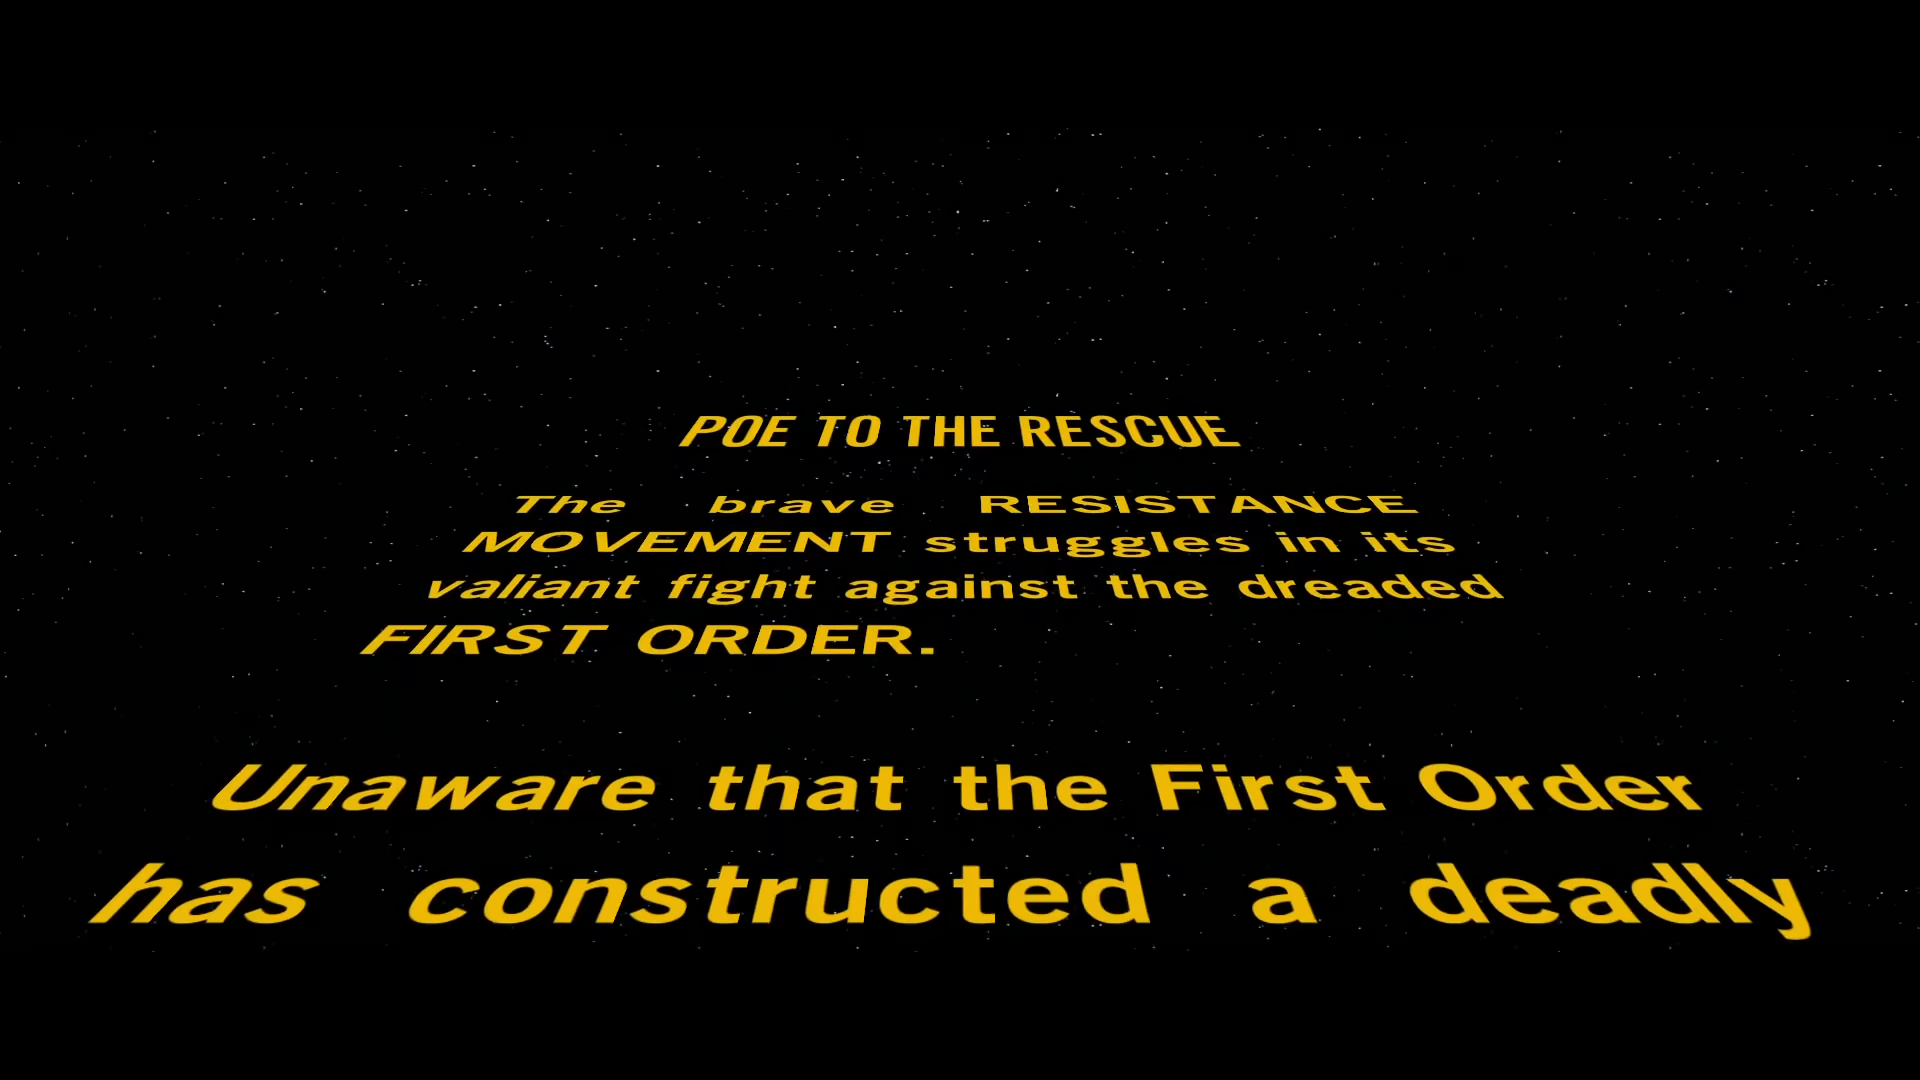 POE TO THE RESCUE
The brave RESISTANCE
MOVEMENT struggles in its
valiant fight against the dreaded
FIRST ORDER.
Unaware that the First Order
has constructed a deadly